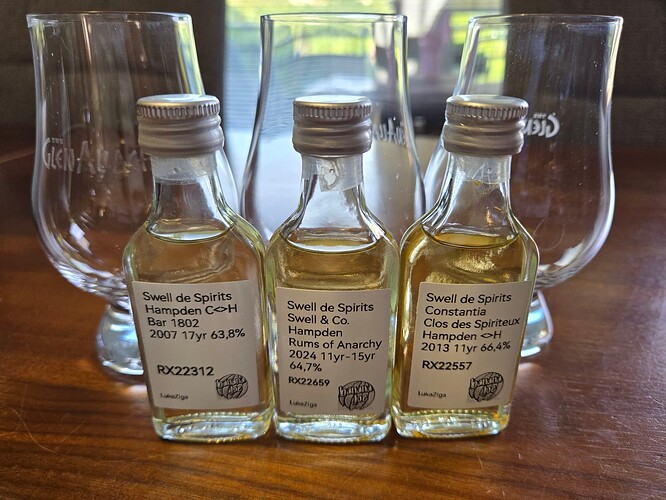 Swell de Spirits
Hampden C<>H
Bar 1802
2007 17yr 63,8%
RX22312
LukaZiga
Swell de Spirits
Swell & Co.
Hampden
Rums of Anarchy
2024 11yr-15yr
64,7%
RX22659
LukaZiga
Swell de Spirits
Constantia
Clos des Spiriteux
Hampden <>H
2013 11yr 66,4%
RX22557
LukaZiga